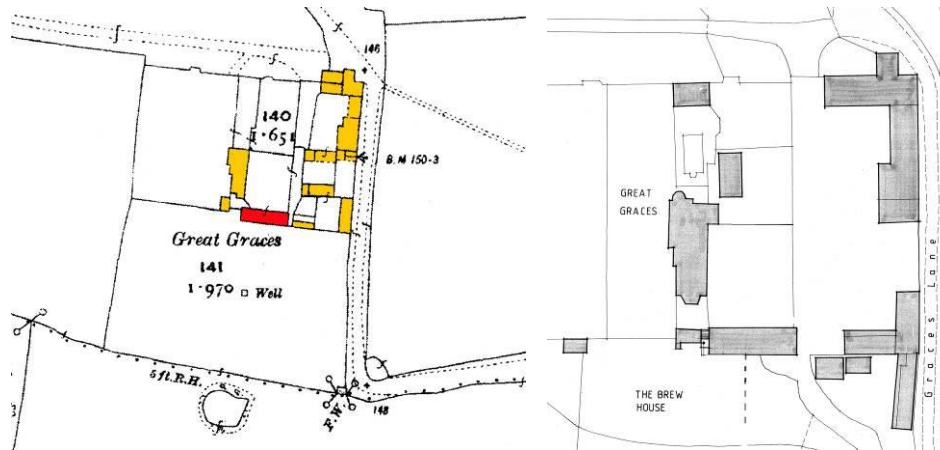 146
140
1·651
B.M 150·3
Great Graces
141
1·970 Well
5ft.R.H.
F.W.
148
GREAT
GRACES
THE BREW
HOUSE
Graces Lane